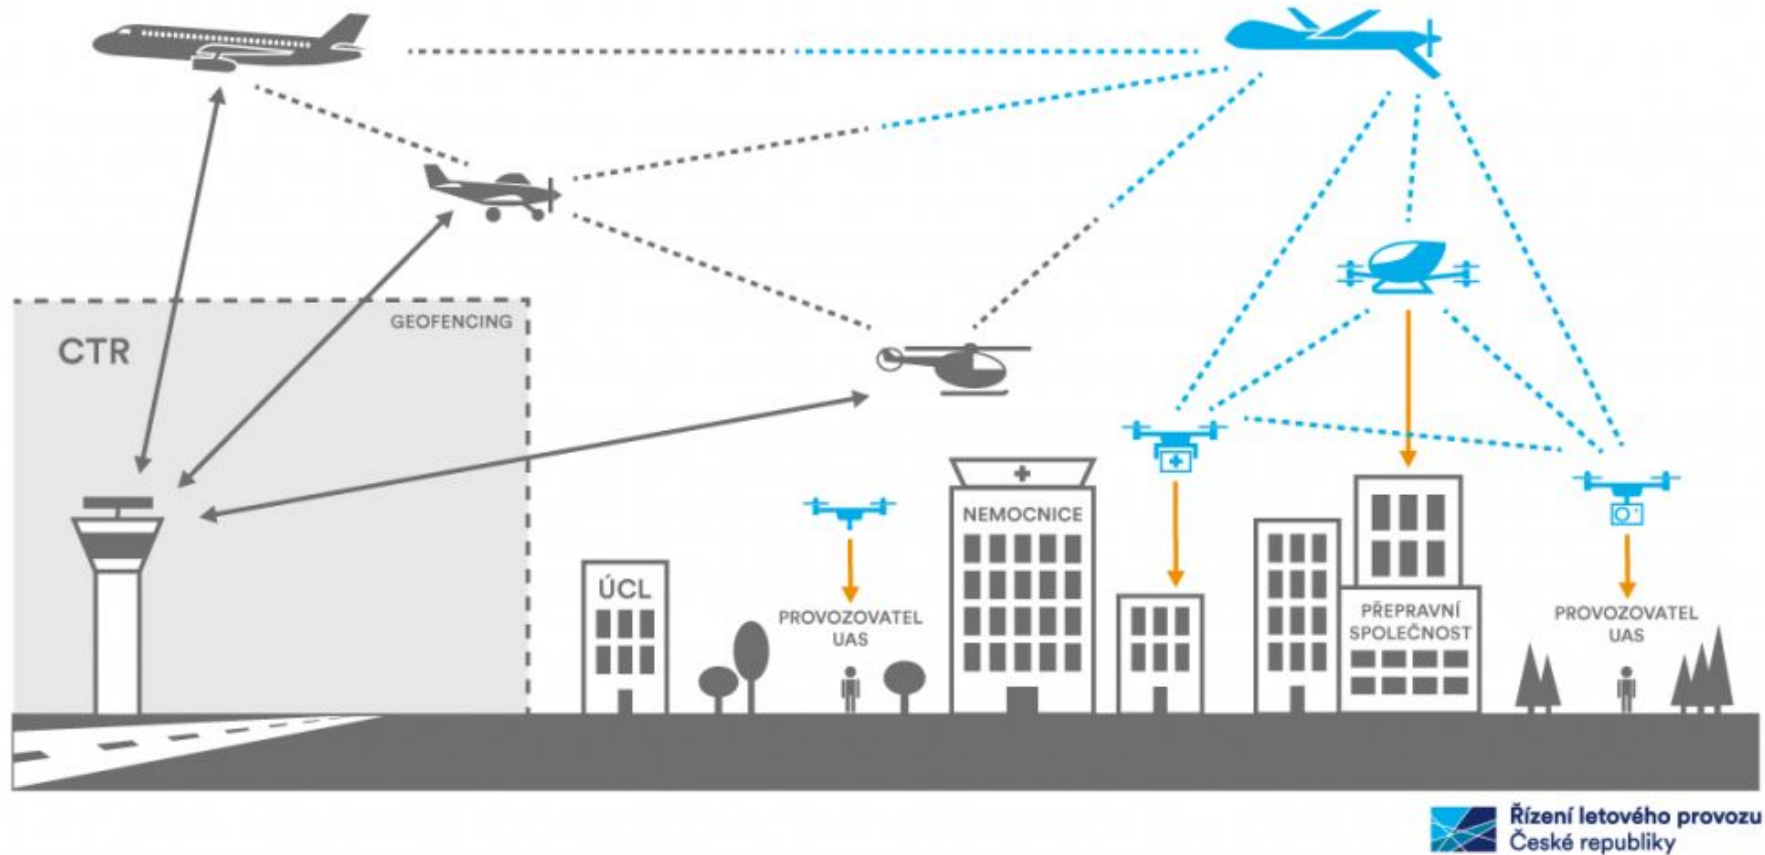 GEOFENCING
CTR
ÚCL
PROVOZOVATEL
UAS
NEMOCNICE
PŘEPRAVNÍ
SPOLEČNOST
PROVOZOVATEL
UAS
Řízení letového provozu
České republiky